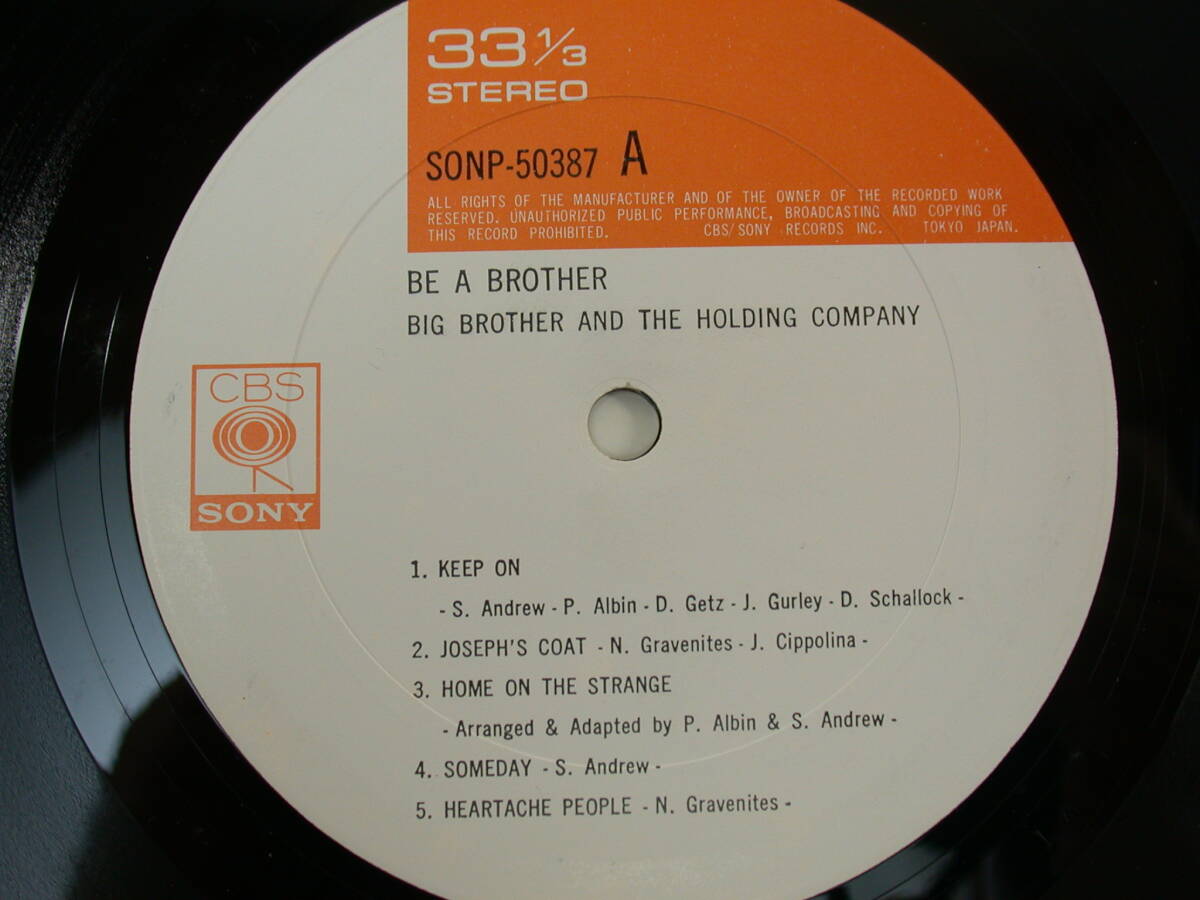 33 1/3
STEREO
SONP-50387 A
ALL RIGHTS OF THE MANUFACTURER AND OF THE OWNER OF THE RECORDED WORK
RESERVED. UNAUTHORIZED PUBLIC PERFORMANCE, BROADCASTING AND COPYING OF
THIS RECORD PROHIBITED. CBS/SONY RECORDS INC. TOKYO JAPAN.
BE A BROTHER
BIG BROTHER AND THE HOLDING COMPANY
CBS
SONY
1. KEEP ON
- S. Andrew - P. Albin - D. Getz - J. Gurley - D. Schallock -
2. JOSEPH'S COAT - N. Gravenites - J. Cippolina -
3. HOME ON THE STRANGE
- Arranged & Adapted by P. Albin & S. Andrew -
4. SOMEDAY - S. Andrew -
5. HEARTACHE PEOPLE - N. Gravenites -